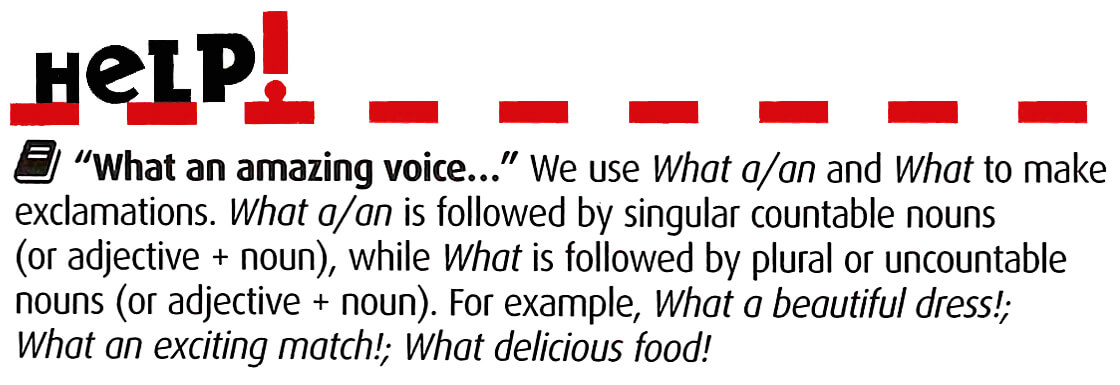 HeLP!
“What an amazing voice...” We use What a/an and What to make
exclamations. What a/an is followed by singular countable nouns
(or adjective + noun), while What is followed by plural or uncountable
nouns (or adjective + noun). For example, What a beautiful dress!;
What an exciting match!; What delicious food!